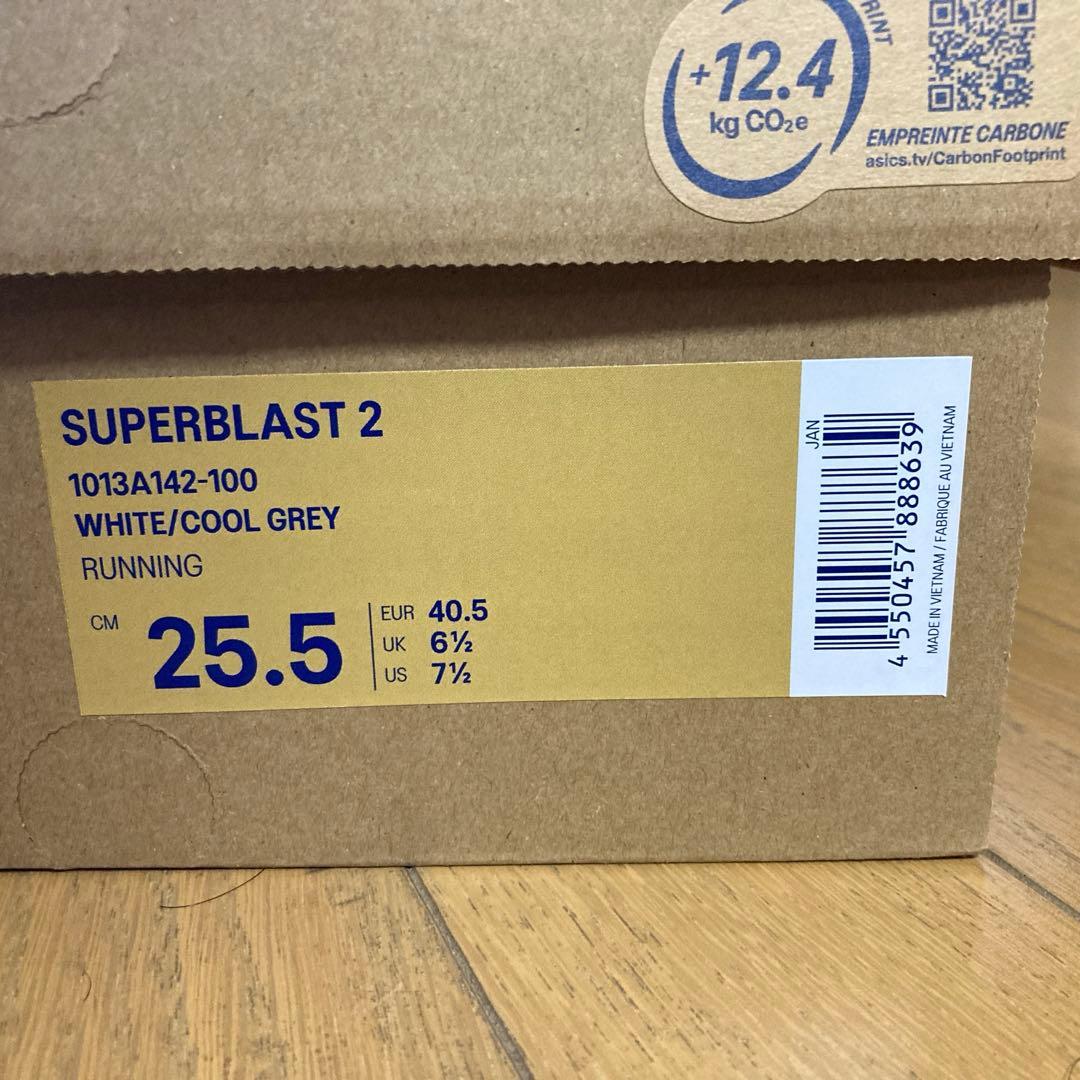 +12.4
kg CO₂e
EMPREINTE CARBONE
asics.tv/CarbonFootprint
SUPERBLAST 2
1013A142-100
WHITE/COOL GREY
RUNNING
CM 25.5
EUR 40.5
UK 6½
US 7½
JAN
4 550457 888639
MADE IN VIETNAM / FABRIQUE AU VIETNAM